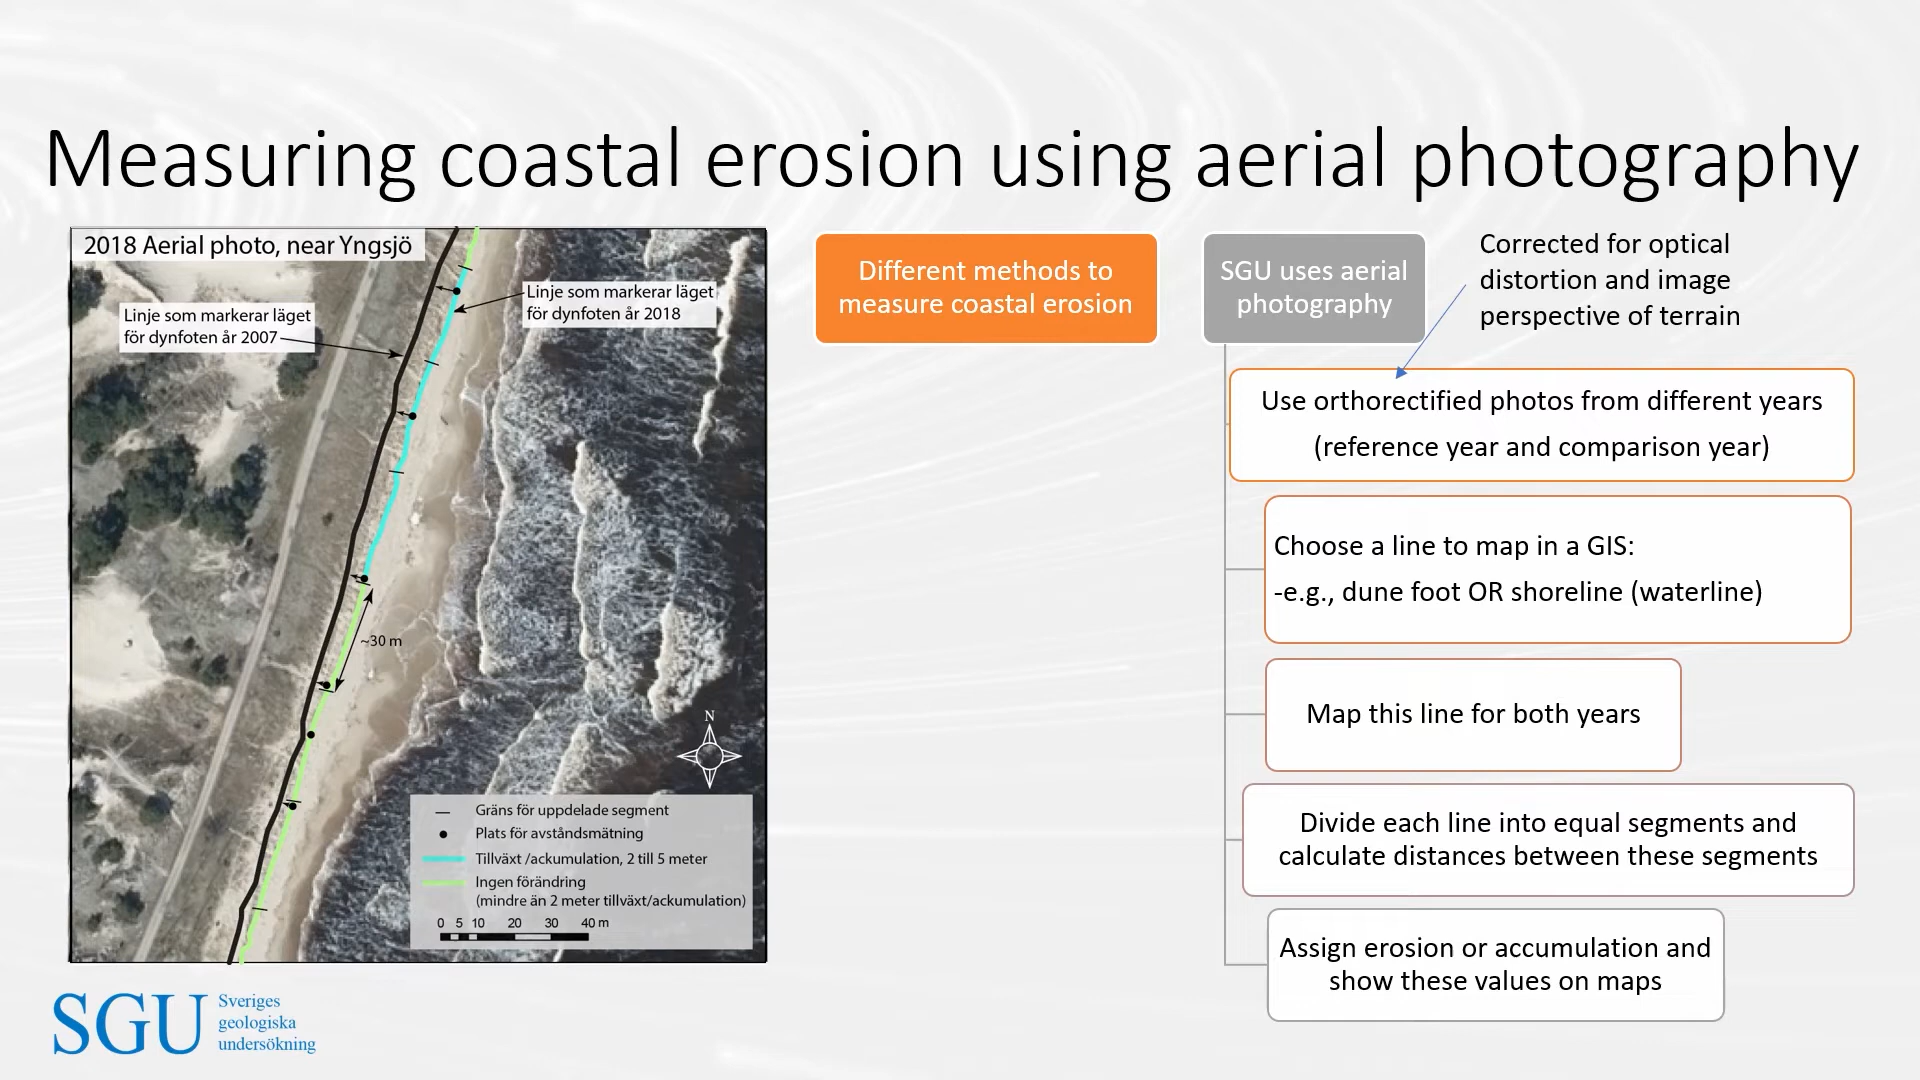 Measuring coastal erosion using aerial photography
2018 Aerial photo, near Yngsjö
Linje som markerar läget
för dynfoten år 2007
Linje som markerar läget
för dynfoten år 2018
~30 m
N
Gräns för uppdelade segment
Plats för avståndsmätning
Tillväxt /ackumulation, 2 till 5 meter
Ingen förändring
(mindre än 2 meter tillväxt/ackumulation)
0 5 10 20 30 40 m
Different methods to
measure coastal erosion
SGU uses aerial
photography
Corrected for optical
distortion and image
perspective of terrain
Use orthorectified photos from different years
(reference year and comparison year)
Choose a line to map in a GIS:
-e.g., dune foot OR shoreline (waterline)
Map this line for both years
Divide each line into equal segments and
calculate distances between these segments
Assign erosion or accumulation and
show these values on maps
SGU
Sveriges
geologiska
undersökning